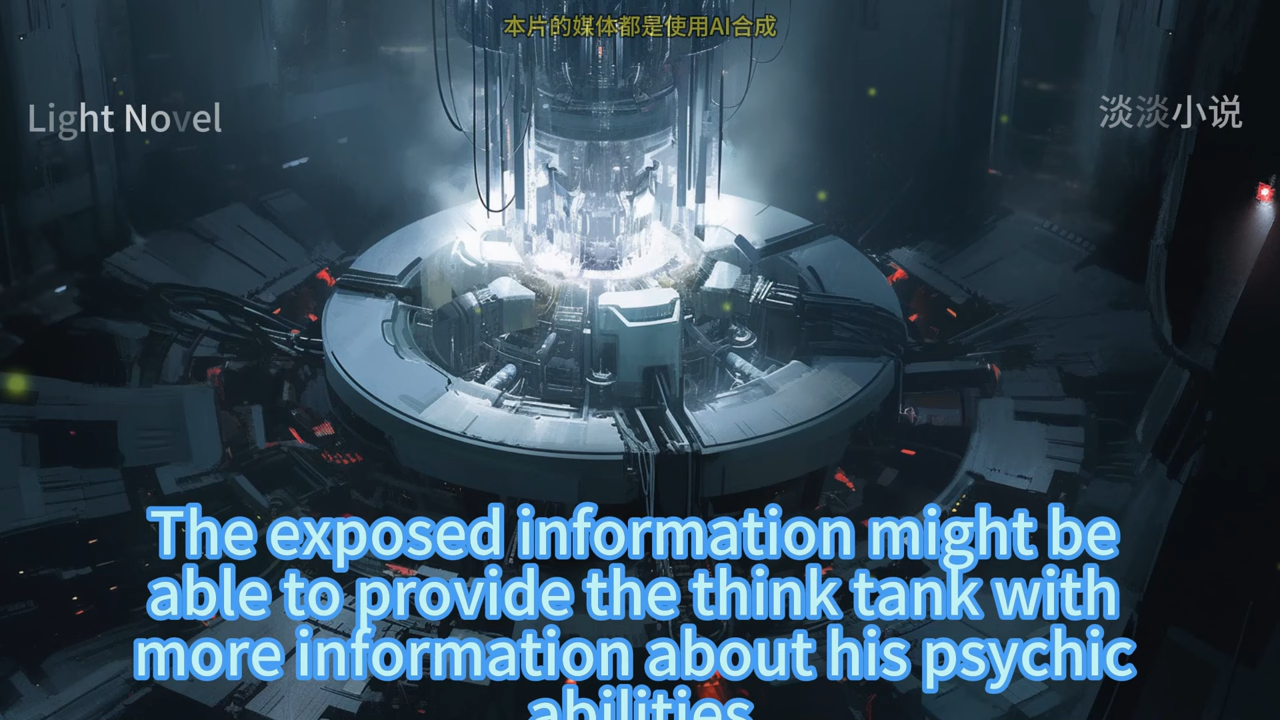 本片的媒体都是使用AI合成
Light Novel
淡淡小说
The exposed information might be
able to provide the think tank with
more information about his psychic
abilities